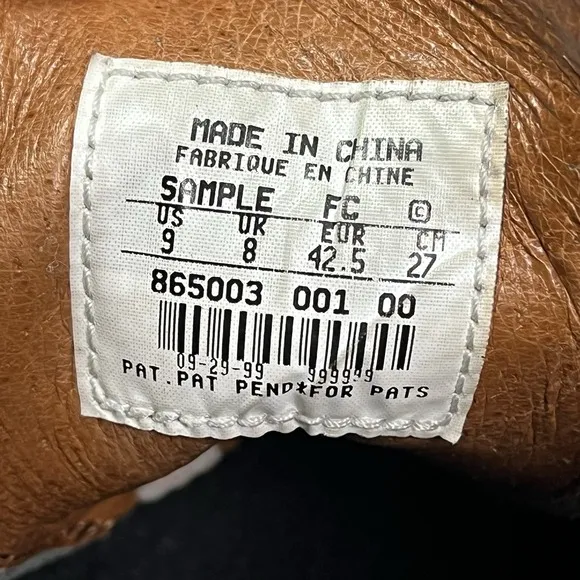 MADE IN CHINA
FABRIQUE EN CHINE
SAMPLE FC ©
US UK EUR CM
9 8 42.5 27
865003 001 00
09-29-99 999999
PAT.PAT PEND*FOR PATS